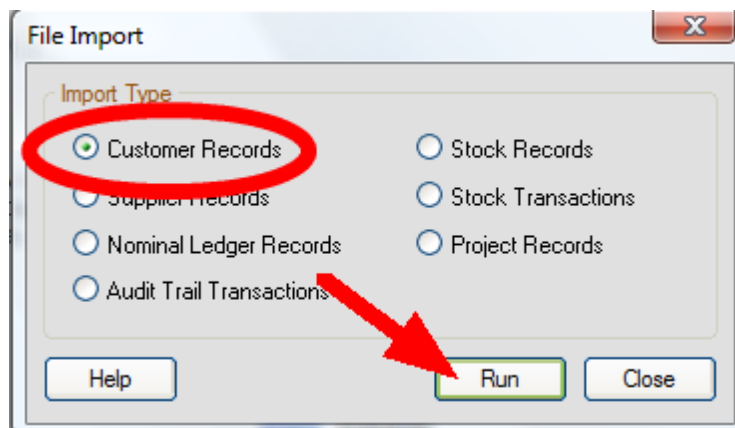 File Import
Import Type
Customer Records
Stock Records
Supplier Records
Stock Transactions
Nominal Ledger Records
Project Records
Audit Trail Transactions
Help
Run
Close